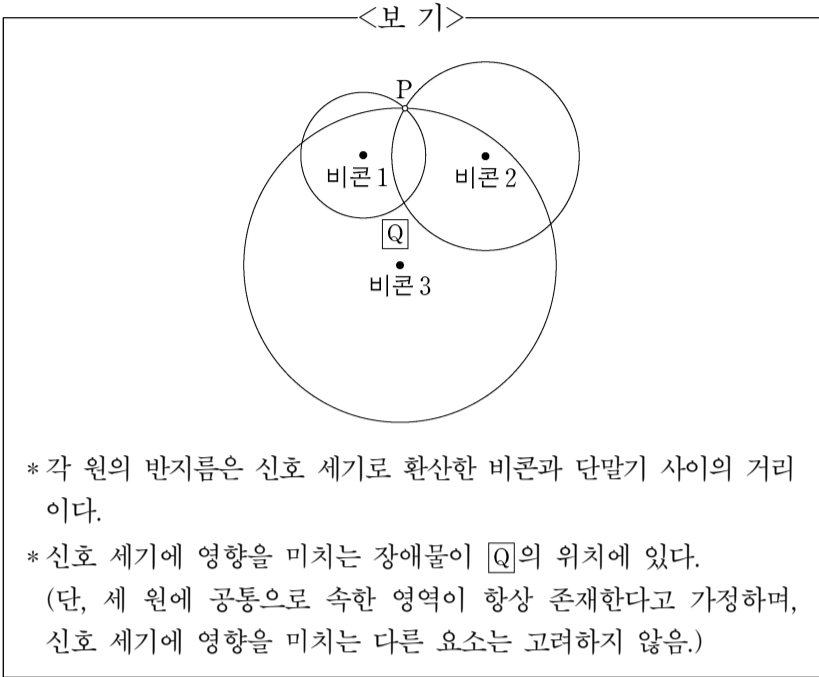 <보 기>
P
비콘 1
비콘 2
Q
비콘 3
* 각 원의 반지름은 신호 세기로 환산한 비콘과 단말기 사이의 거리
이다.
* 신호 세기에 영향을 미치는 장애물이 Q의 위치에 있다.
(단, 세 원에 공통으로 속한 영역이 항상 존재한다고 가정하며,
신호 세기에 영향을 미치는 다른 요소는 고려하지 않음.)